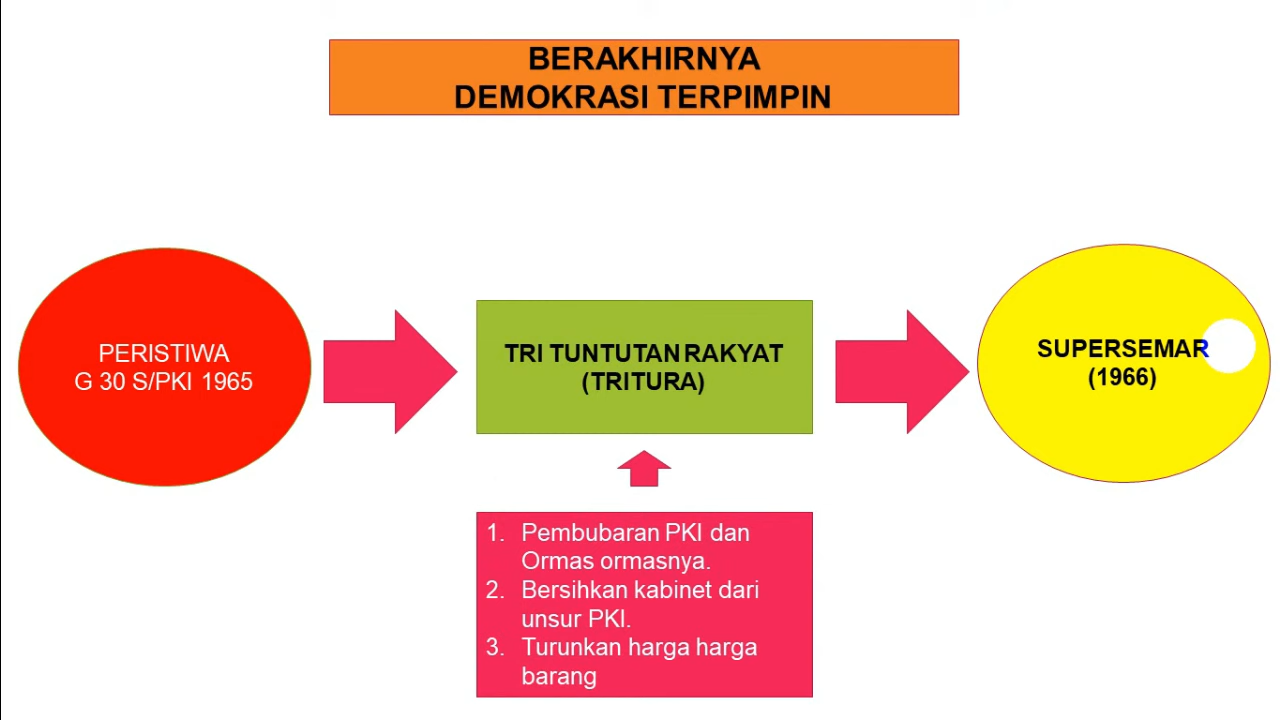 BERAKHIRNYA
DEMOKRASI TERPIMPIN
PERISTIWA
G 30 S/PKI 1965
TRI TUNTUTAN RAKYAT
(TRITURA)
SUPERSEMAR
(1966)
1. Pembubaran PKI dan
Ormas ormasnya.
2. Bersihkan kabinet dari
unsur PKI.
3. Turunkan harga harga
barang